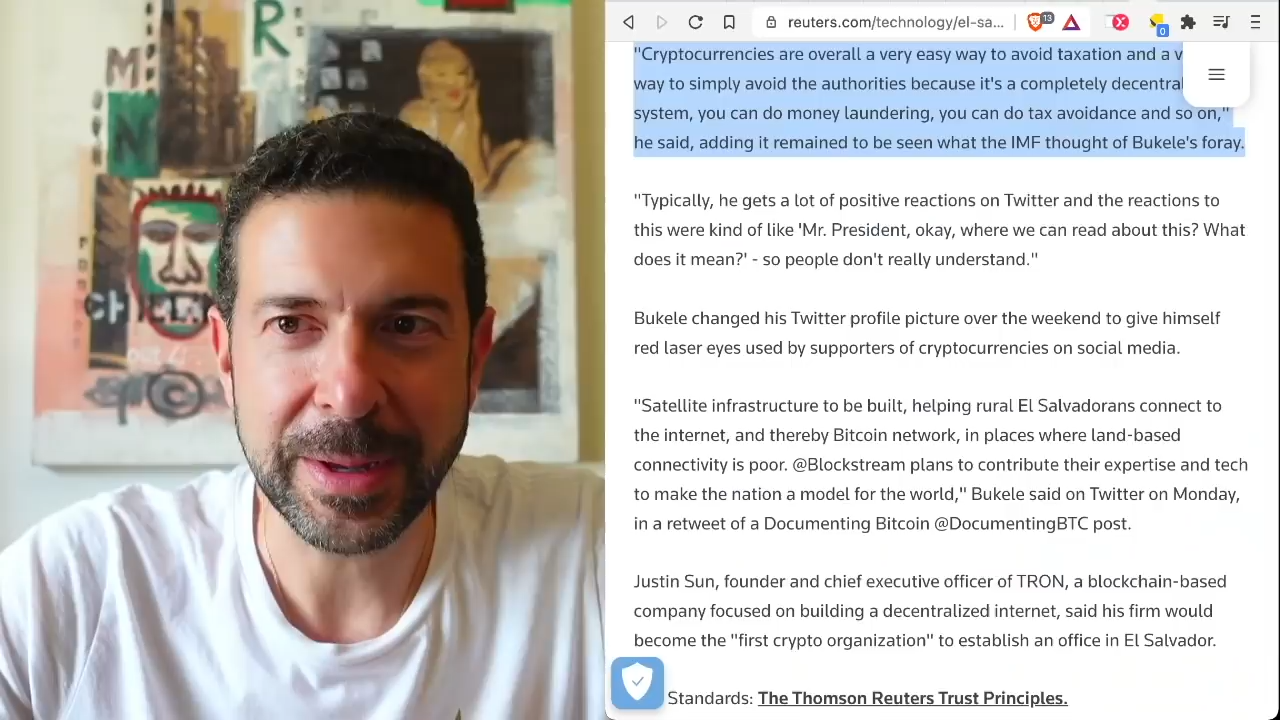 R
M
N
reuters.com/technology/el-sa...
13
0
"Cryptocurrencies are overall a very easy way to avoid taxation and a v
way to simply avoid the authorities because it's a completely decentral
system, you can do money laundering, you can do tax avoidance and so on,"
he said, adding it remained to be seen what the IMF thought of Bukele's foray.
"Typically, he gets a lot of positive reactions on Twitter and the reactions to
this were kind of like 'Mr. President, okay, where we can read about this? What
does it mean?' - so people don't really understand."
Bukele changed his Twitter profile picture over the weekend to give himself
red laser eyes used by supporters of cryptocurrencies on social media.
"Satellite infrastructure to be built, helping rural El Salvadorans connect to
the internet, and thereby Bitcoin network, in places where land-based
connectivity is poor. @Blockstream plans to contribute their expertise and tech
to make the nation a model for the world," Bukele said on Twitter on Monday,
in a retweet of a Documenting Bitcoin @DocumentingBTC post.
Justin Sun, founder and chief executive officer of TRON, a blockchain-based
company focused on building a decentralized internet, said his firm would
become the "first crypto organization" to establish an office in El Salvador.
Standards: The Thomson Reuters Trust Principles.